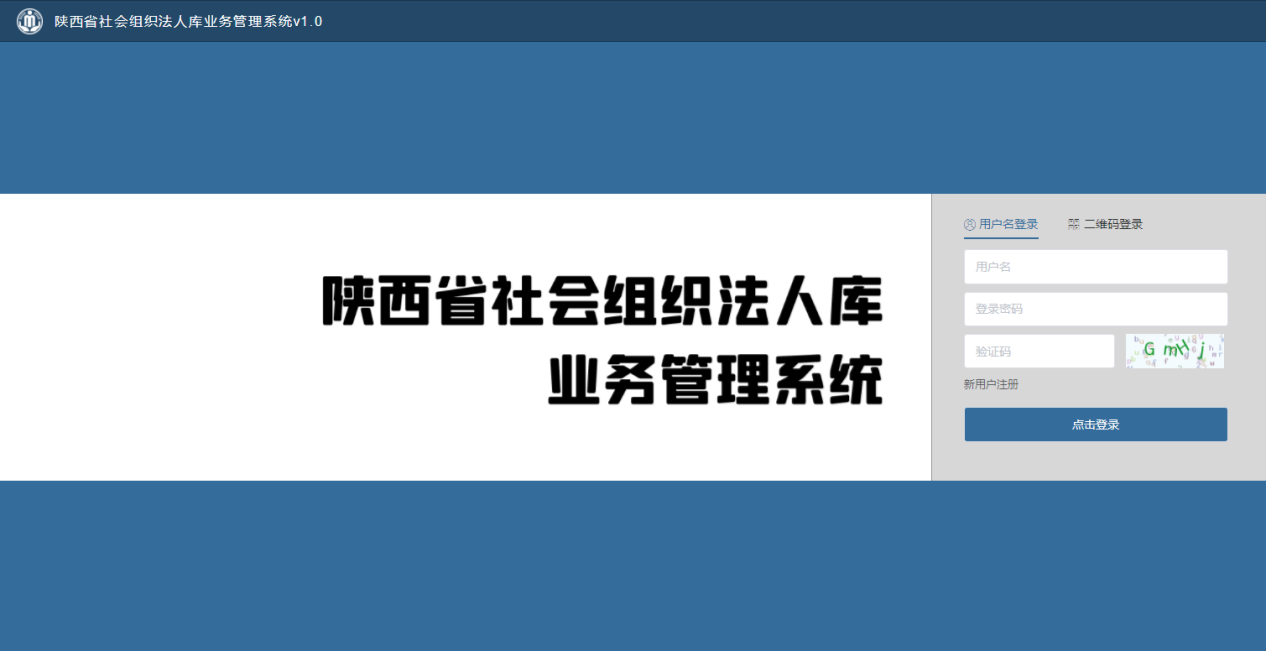 陕西省社会组织法人库业务管理系统v1.0
陕西省社会组织法人库
业务管理系统
用户名登录 二维码登录
用户名
登录密码
验证码
新用户注册
点击登录